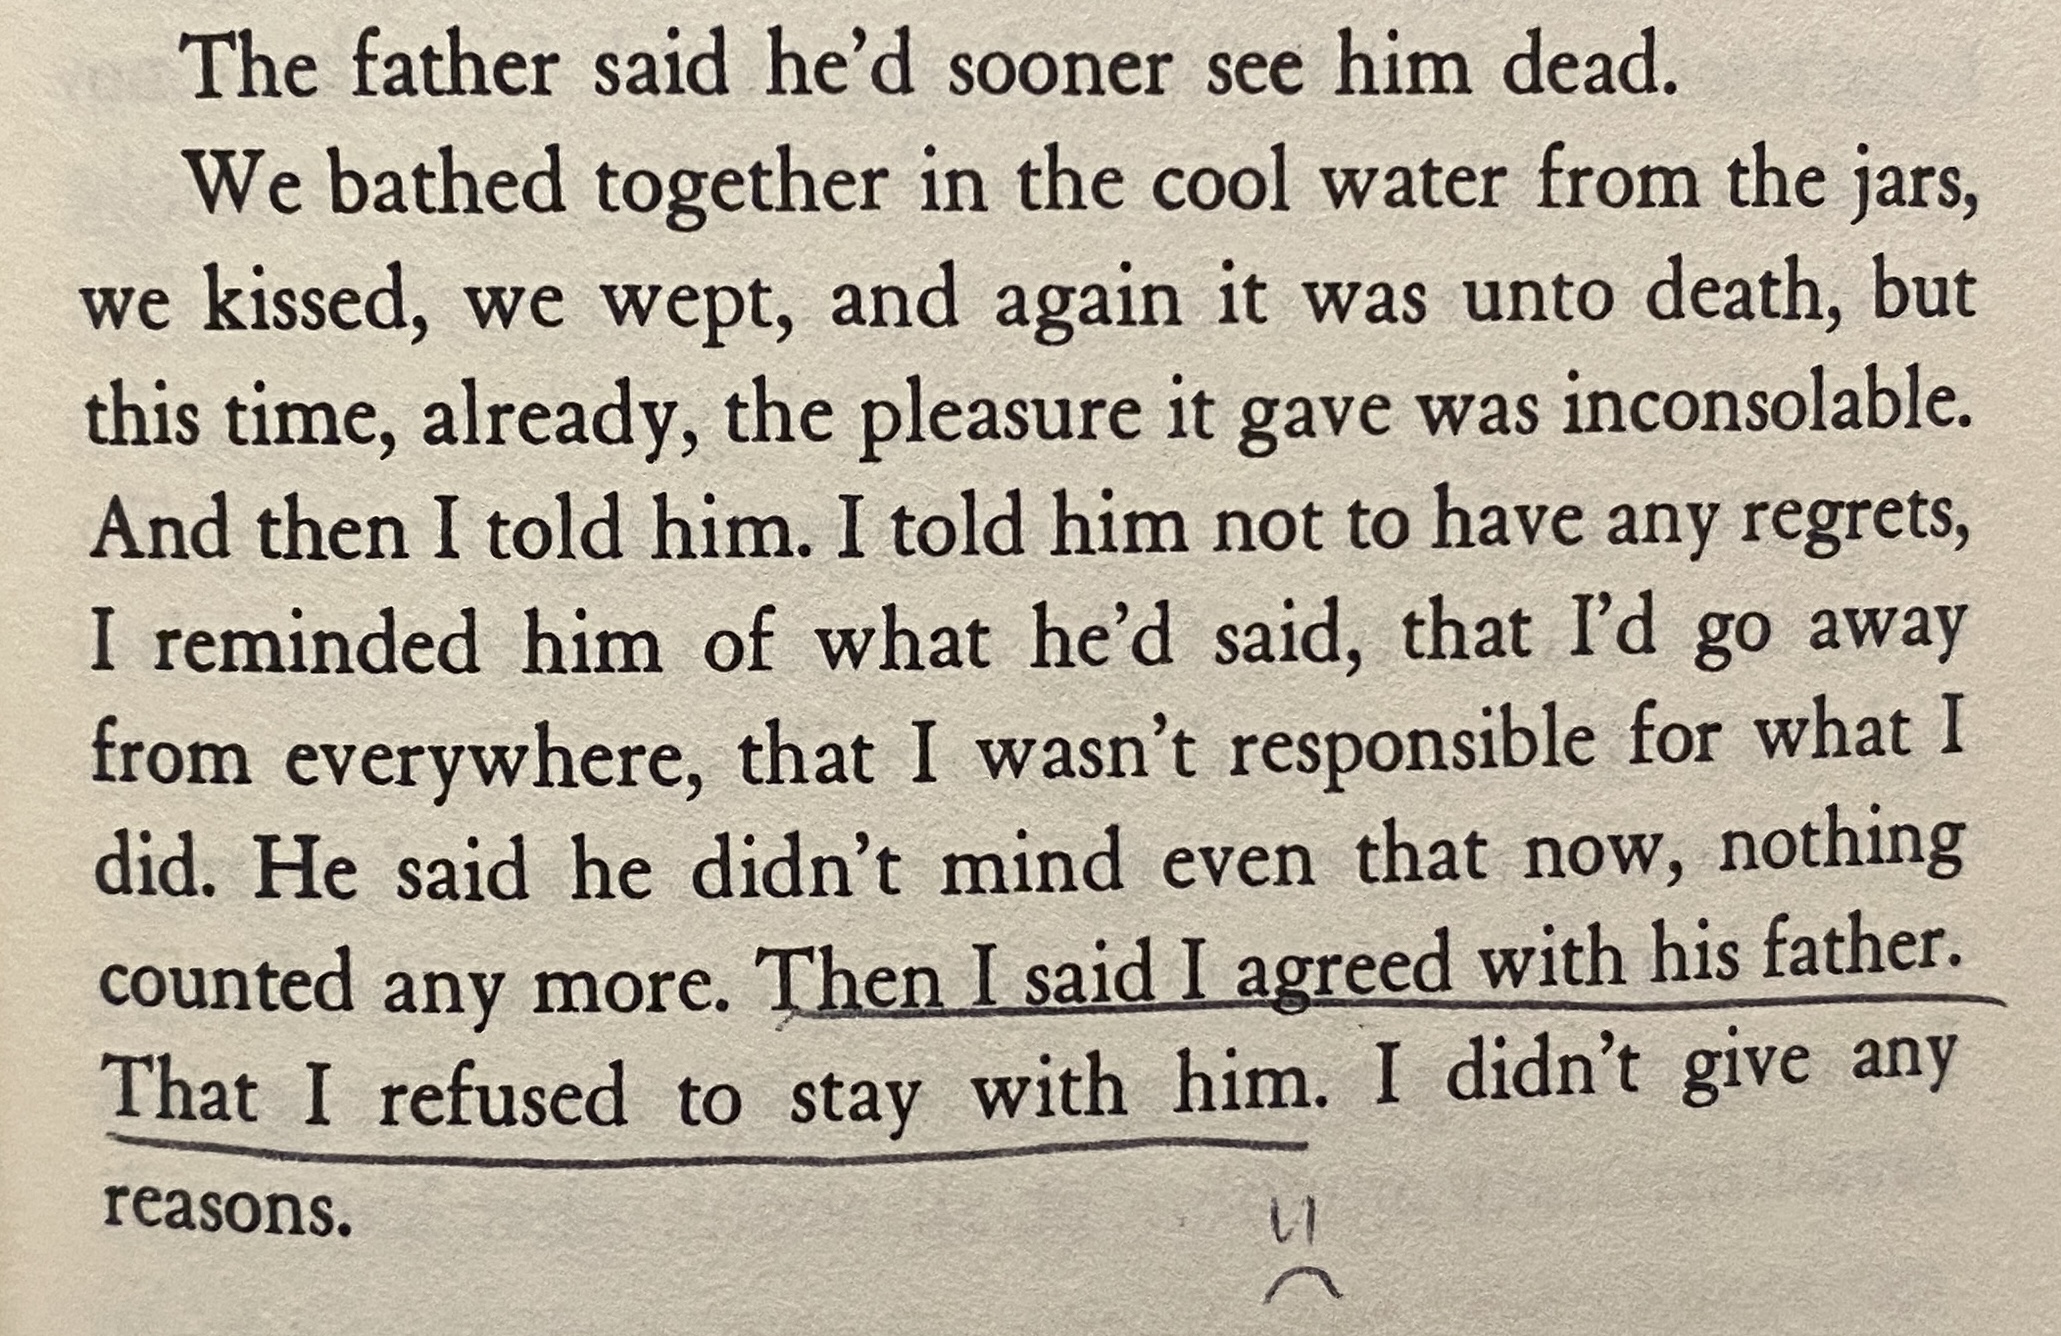 The father said he'd sooner see him dead.
We bathed together in the cool water from the jars,
we kissed, we wept, and again it was unto death, but
this time, already, the pleasure it gave was inconsolable.
And then I told him. I told him not to have any regrets,
I reminded him of what he'd said, that I'd go away
from everywhere, that I wasn't responsible for what I
did. He said he didn't mind even that now, nothing
counted any more. Then I said I agreed with his father.
That I refused to stay with him. I didn't give any
reasons.